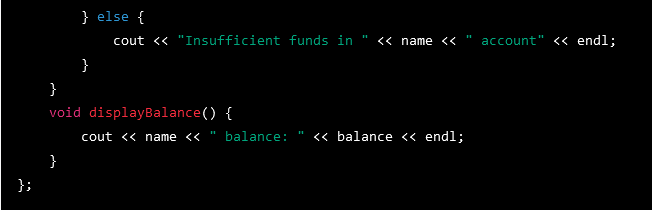 } else {
cout << "Insufficient funds in " << name << " account" << endl;
}
}
void displayBalance() {
cout << name << " balance: " << balance << endl;
}
};